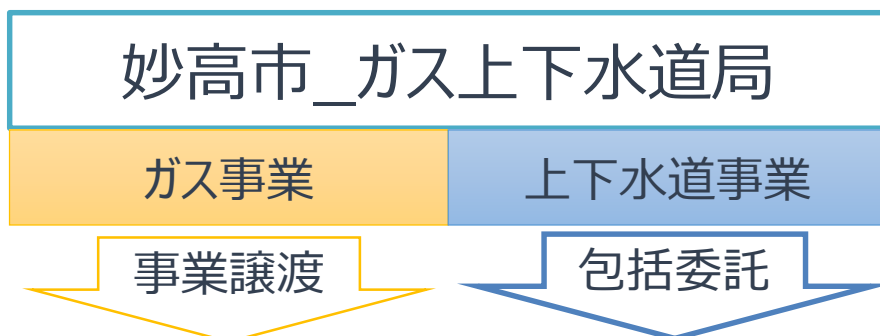 妙高市_ガス上下水道局
ガス事業
上下水道事業
事業譲渡
包括委託